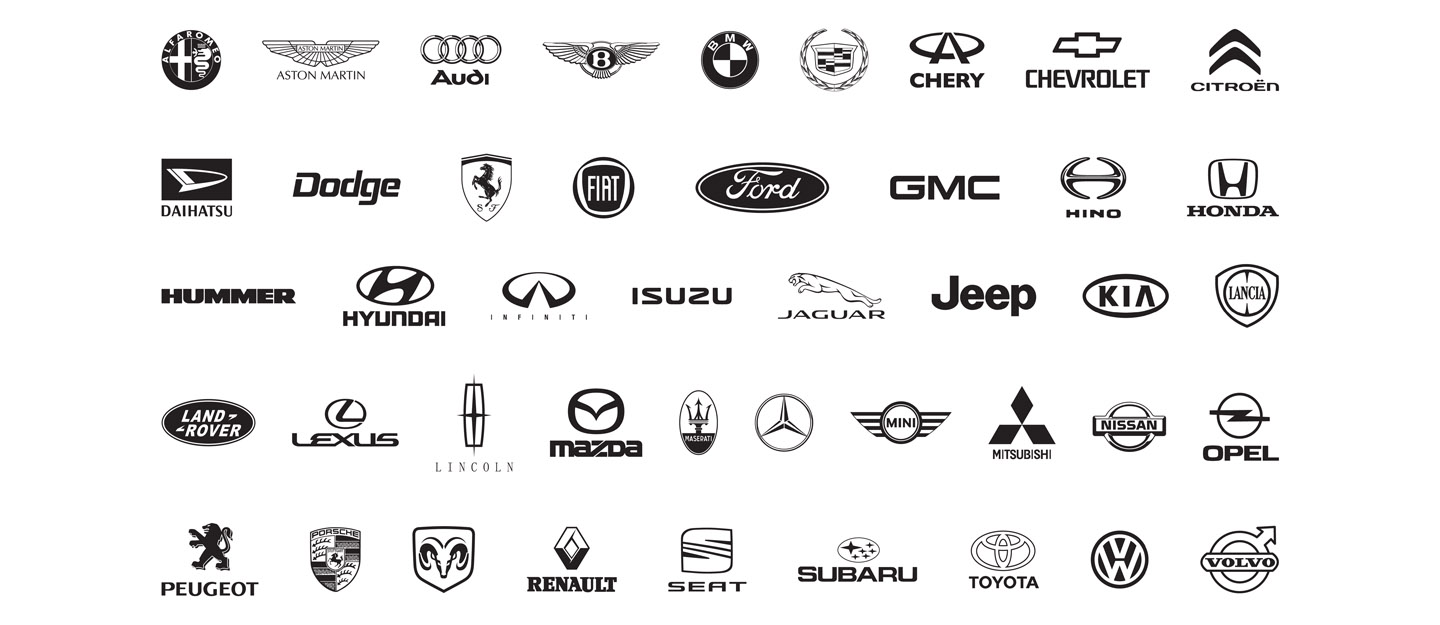 ALFA ROMEO
ASTON MARTIN
ASTON MARTIN
Audi
B
BMW
CHERY
CHEVROLET
CITROËN
DAIHATSU
Dodge
S F
FIAT
Ford
GMC
HINO
HONDA
HUMMER
HYUNDAI
INFINITI
ISUZU
JAGUAR
Jeep
KIA
LANCIA
LAND
ROVER
LEXUS
LINCOLN
mazda
MASERATI
MINI
MITSUBISHI
NISSAN
OPEL
PEUGEOT
PORSCHE
RENAULT
SEAT
SUBARU
TOYOTA
VW
VOLVO